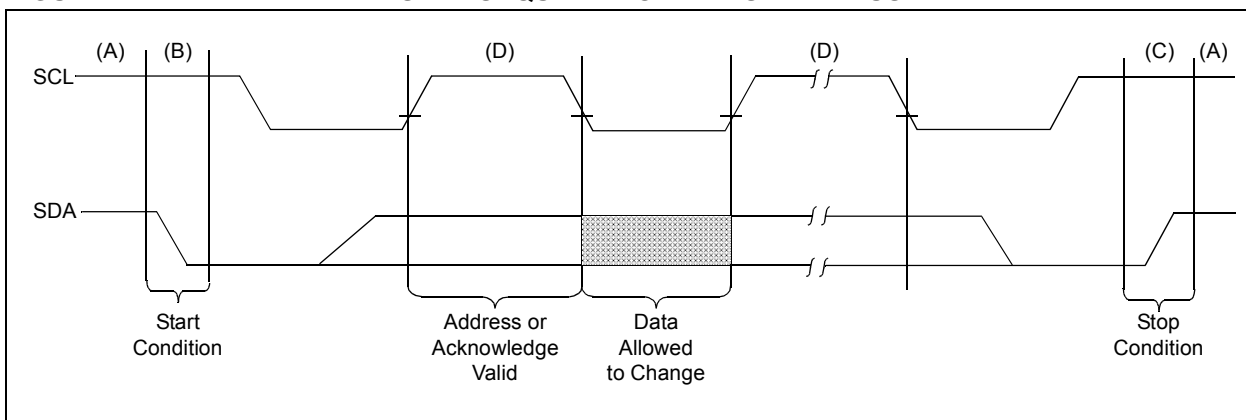 (A) (B) (D) (D) (C) (A)
SCL
SDA
Start
Condition
Address or
Acknowledge
Valid
Data
Allowed
to Change
Stop
Condition